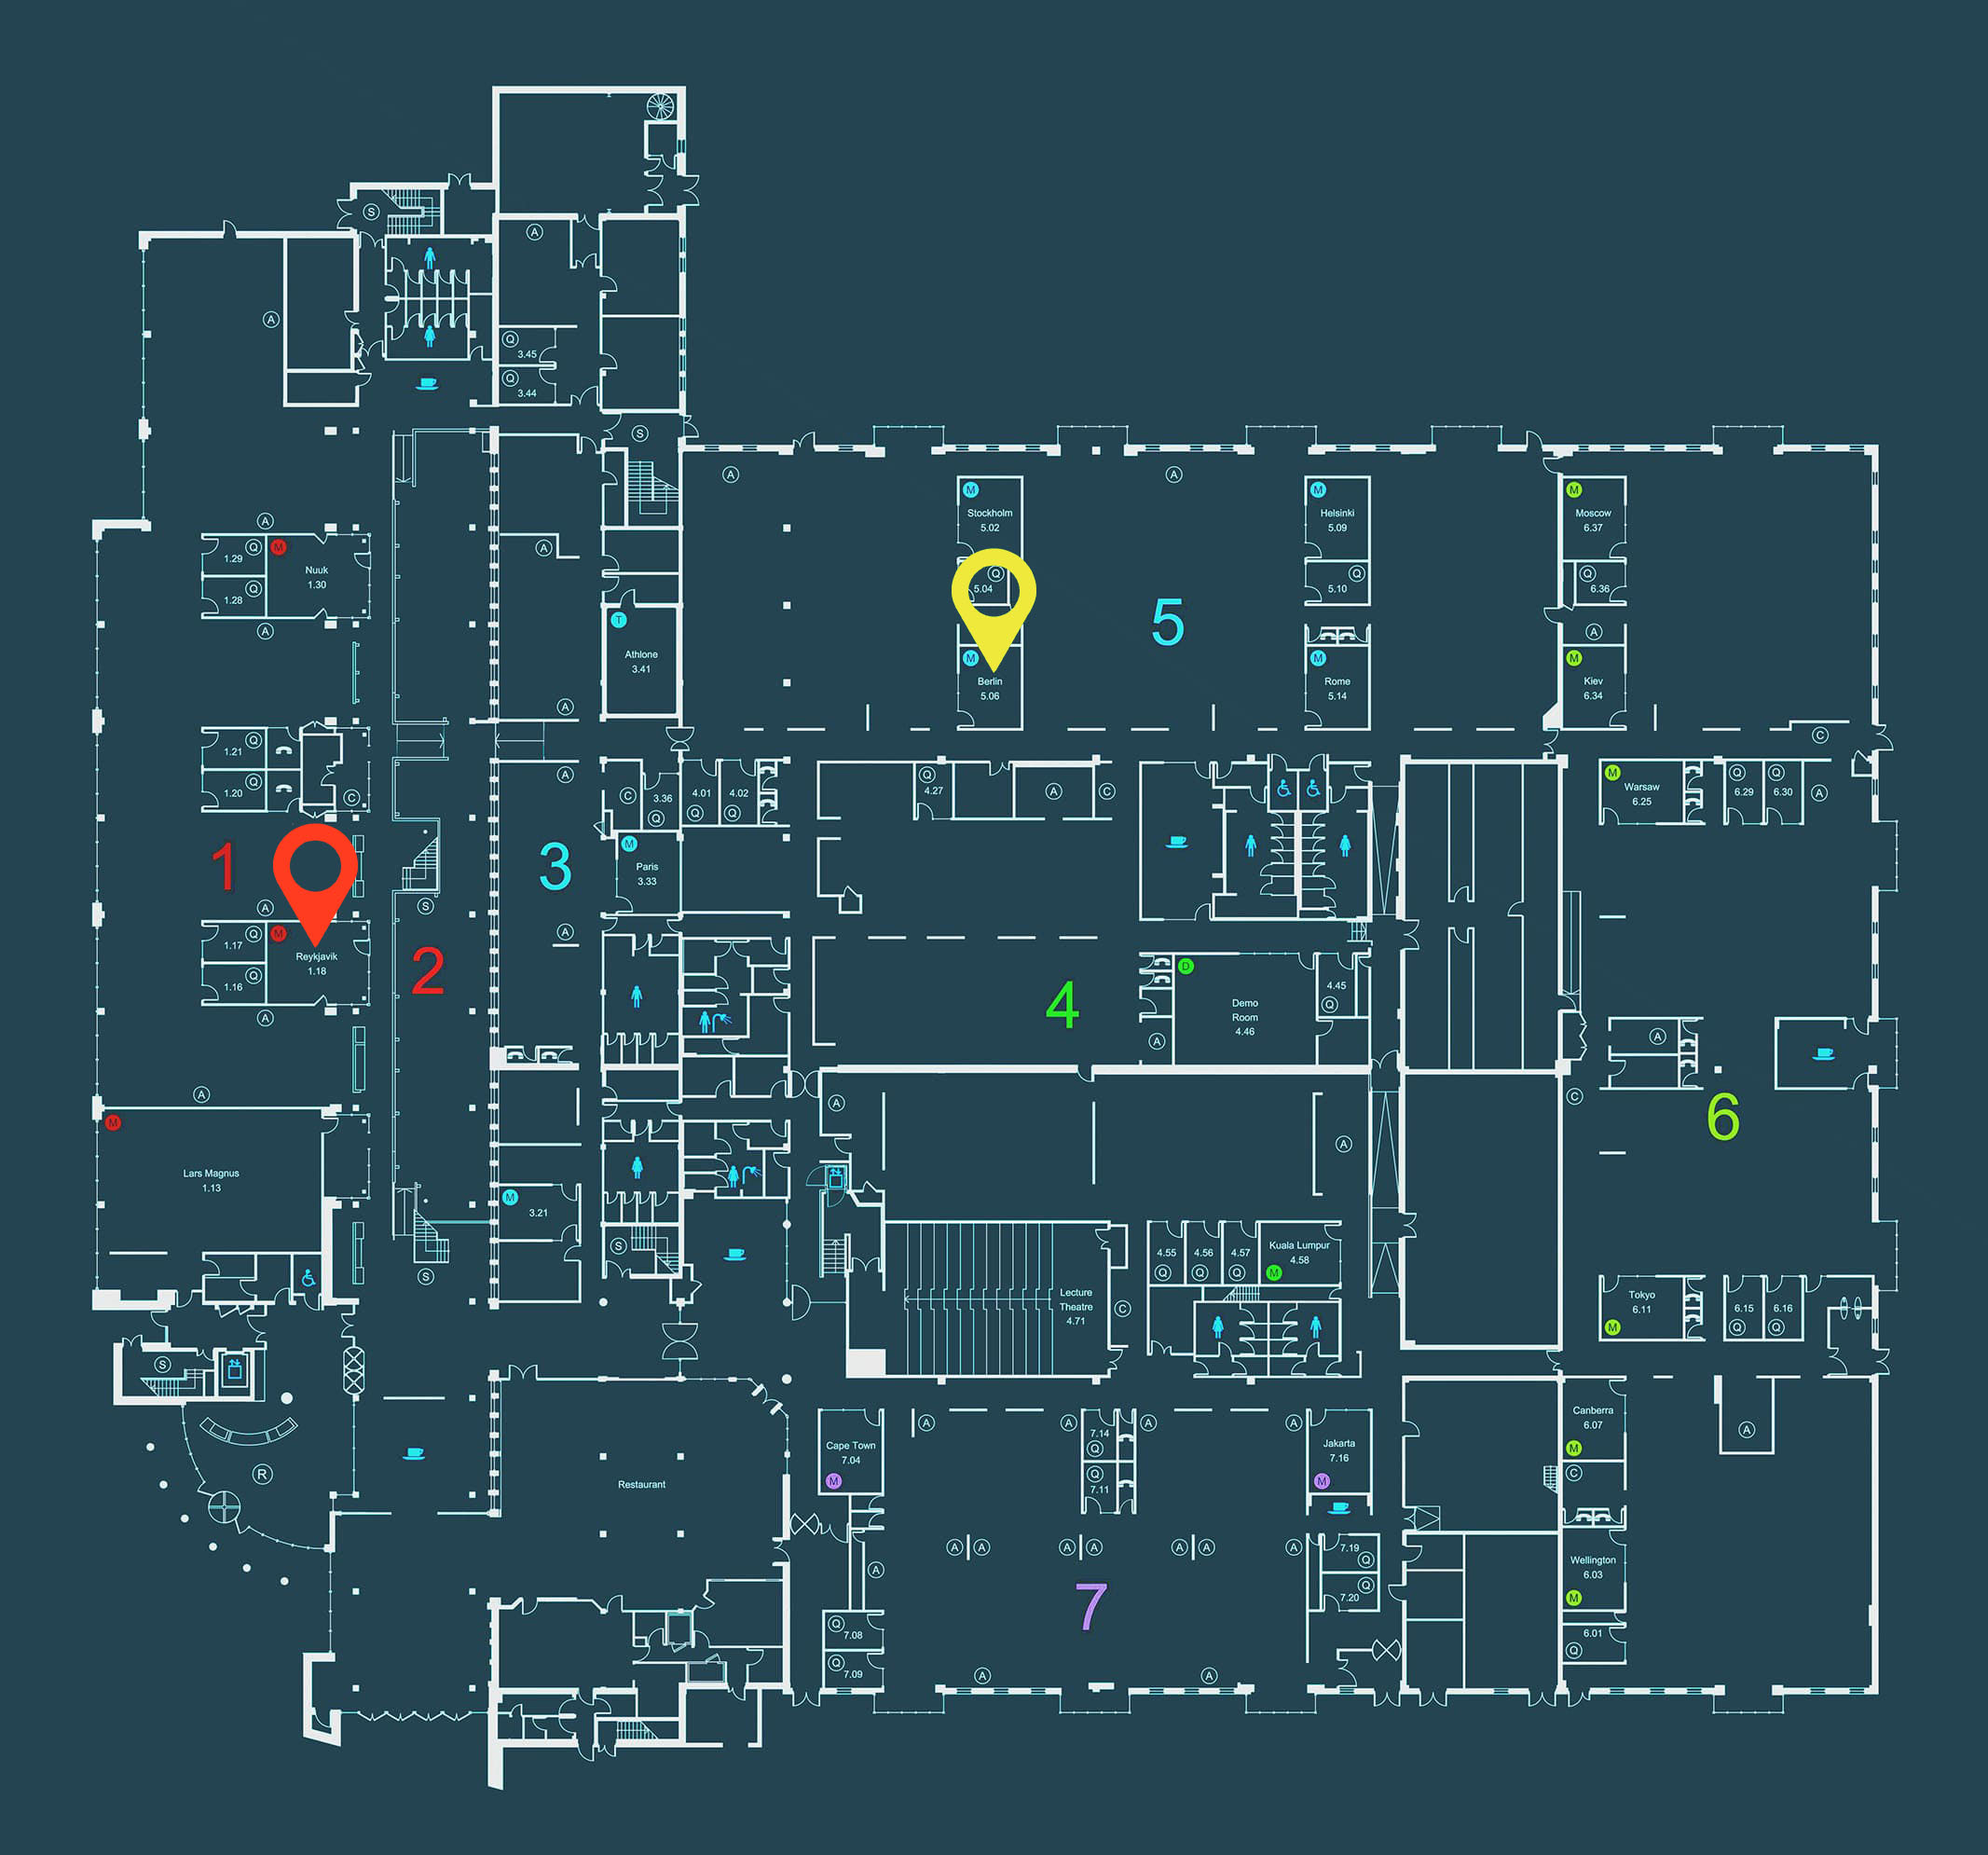 S
A
A
Q
3.45
Q
3.44
S
A
A
M
Stockholm
5.02
M
Helsinki
5.09
M
Moscow
6.37
A
Q
1.29
M
Nuuk
1.30
Q
1.28
A
A
Q
5.04
Q
5.10
Q
6.36
T
Athlone
3.41
5
A
M
Berlin
5.06
M
Rome
5.14
M
Kiev
6.34
A
C
Q
1.21
Q
1.20
C
A
C
3.36
Q
4.01
Q
4.02
Q
Q
4.27
A
C
M
Warsaw
6.25
Q
6.29
Q
6.30
A
1
3
M
Paris
3.33
A
S
A
Q
1.17
M
Reykjavik
1.18
Q
1.16
A
2
4
D
Demo
Room
4.46
4.45
Q
A
A
C
6
A
M
Lars Magnus
1.13
A
A
M
3.21
S
S
4.55
Q
4.56
Q
4.57
Q
Kuala Lumpur
4.58
M
Lecture
Theatre
4.71
C
Tokyo
6.11
M
6.15
Q
6.16
Q
S
R
Restaurant
Cape Town
7.04
M
A
A
7.14
Q
Q
7.11
A
A
Jakarta
7.16
M
Canberra
6.07
M
C
A
A
A
A
A
A
A
A
A
7.19
Q
Q
7.20
Wellington
6.03
M
7
Q
7.08
Q
7.09
A
A
6.01
Q